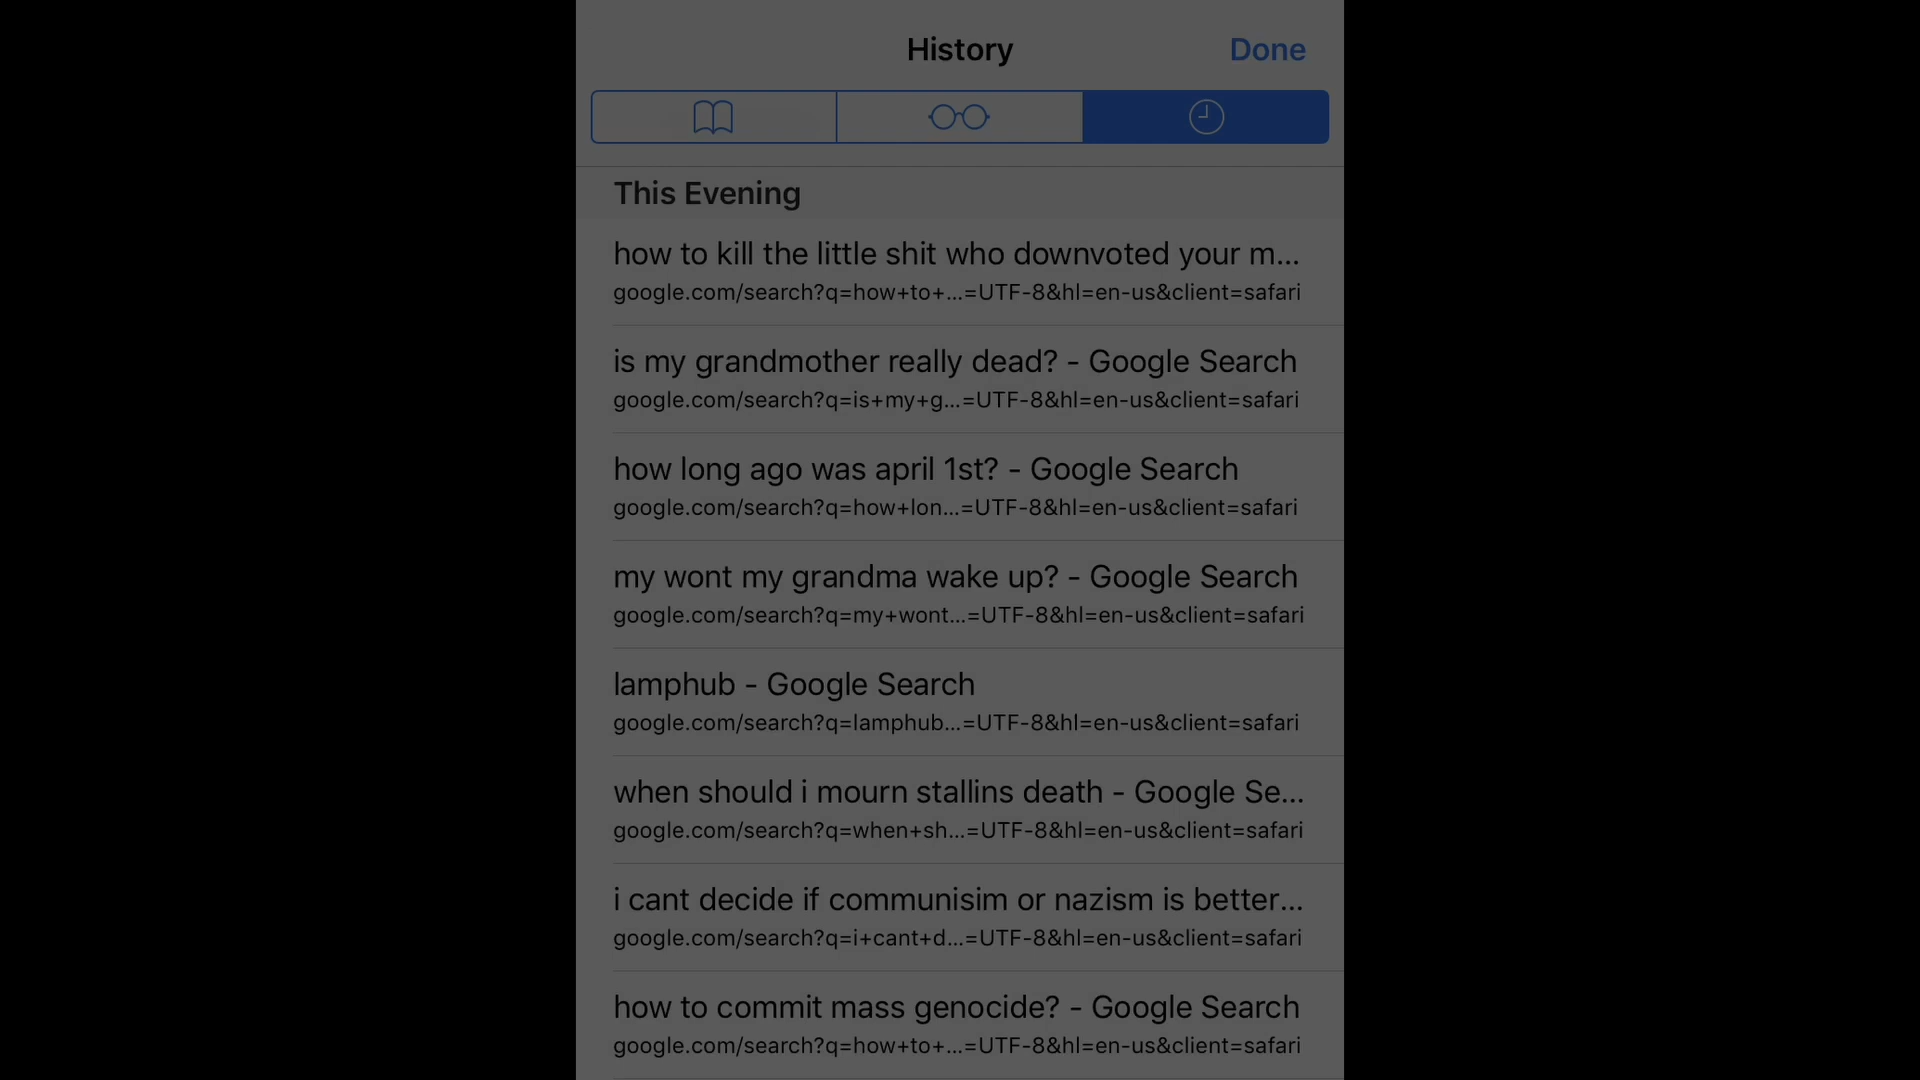 History
Done
This Evening
how to kill the little shit who downvoted your m...
google.com/search?q=how+to+...=UTF-8&hl=en-us&client=safari
is my grandmother really dead? - Google Search
google.com/search?q=is+my+g...=UTF-8&hl=en-us&client=safari
how long ago was april 1st? - Google Search
google.com/search?q=how+lon...=UTF-8&hl=en-us&client=safari
my wont my grandma wake up? - Google Search
google.com/search?q=my+wont...=UTF-8&hl=en-us&client=safari
lamphub - Google Search
google.com/search?q=lamphub...=UTF-8&hl=en-us&client=safari
when should i mourn stallins death - Google Se...
google.com/search?q=when+sh...=UTF-8&hl=en-us&client=safari
i cant decide if communisim or nazism is better...
google.com/search?q=i+cant+d...=UTF-8&hl=en-us&client=safari
how to commit mass genocide? - Google Search
google.com/search?q=how+to+...=UTF-8&hl=en-us&client=safari